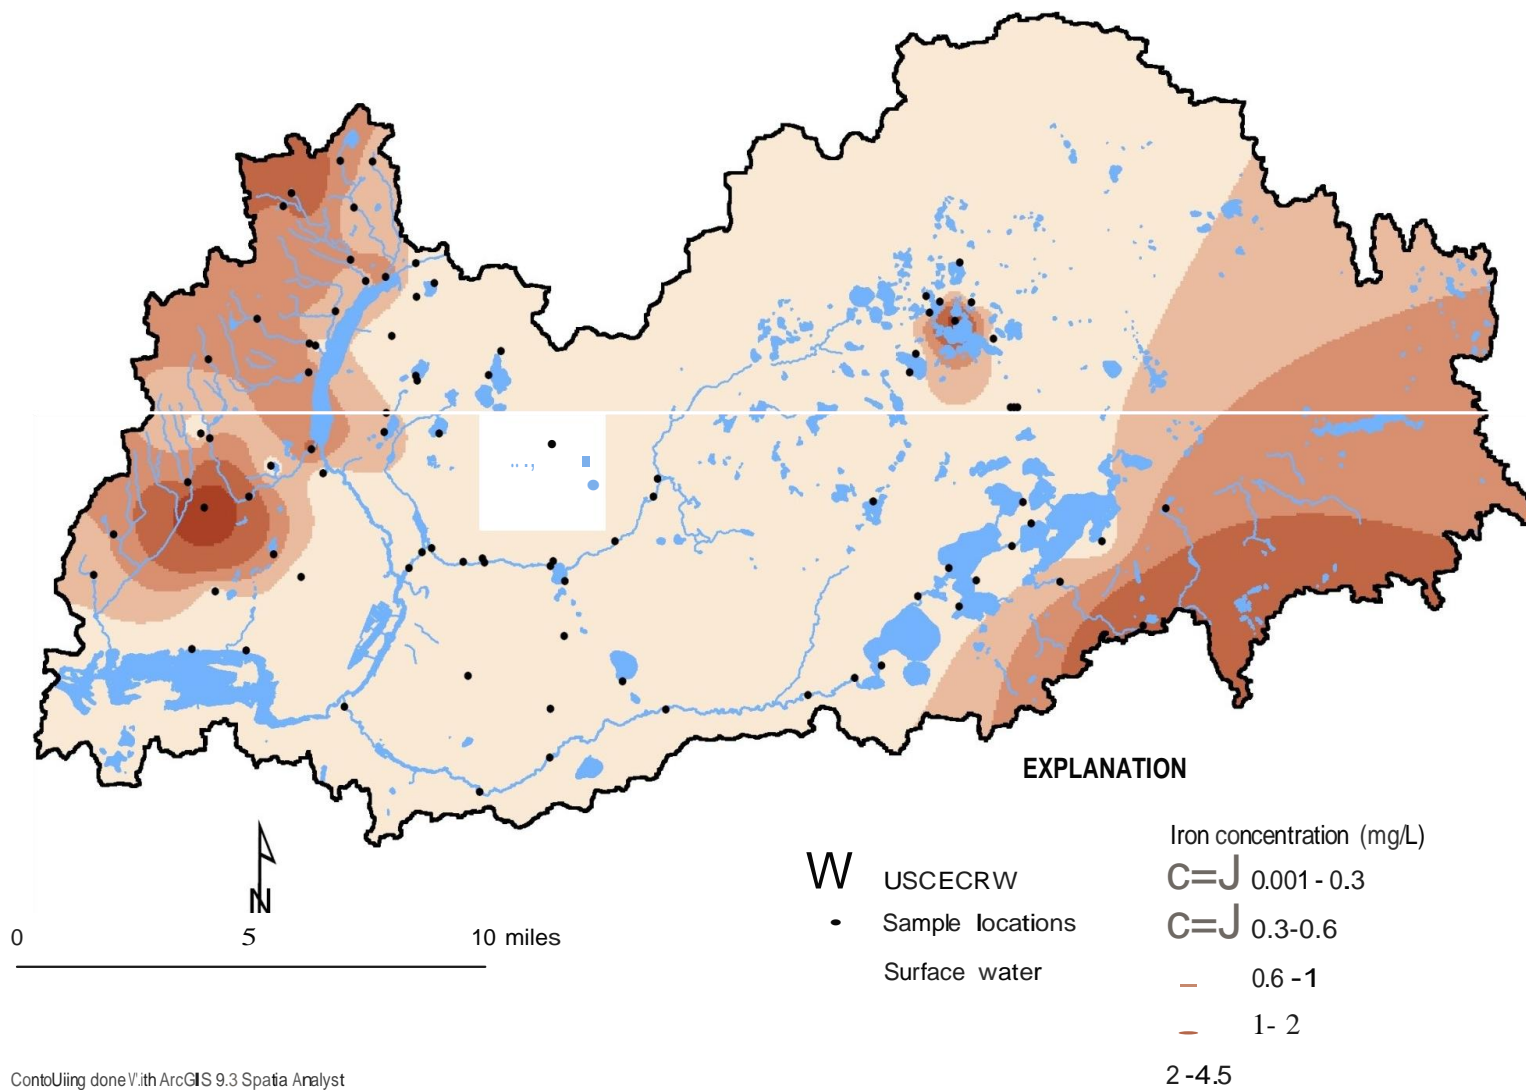 EXPLANATION
Iron concentration (mg/L)
W USCECRW C=J 0.001 - 0.3
Sample locations C=J 0.3-0.6
Surface water 0.6 -1
1- 2
2 -4.5
N
0 5 10 miles
ContoUiing done V'.ith ArcGIS 9.3 Spatia Analyst